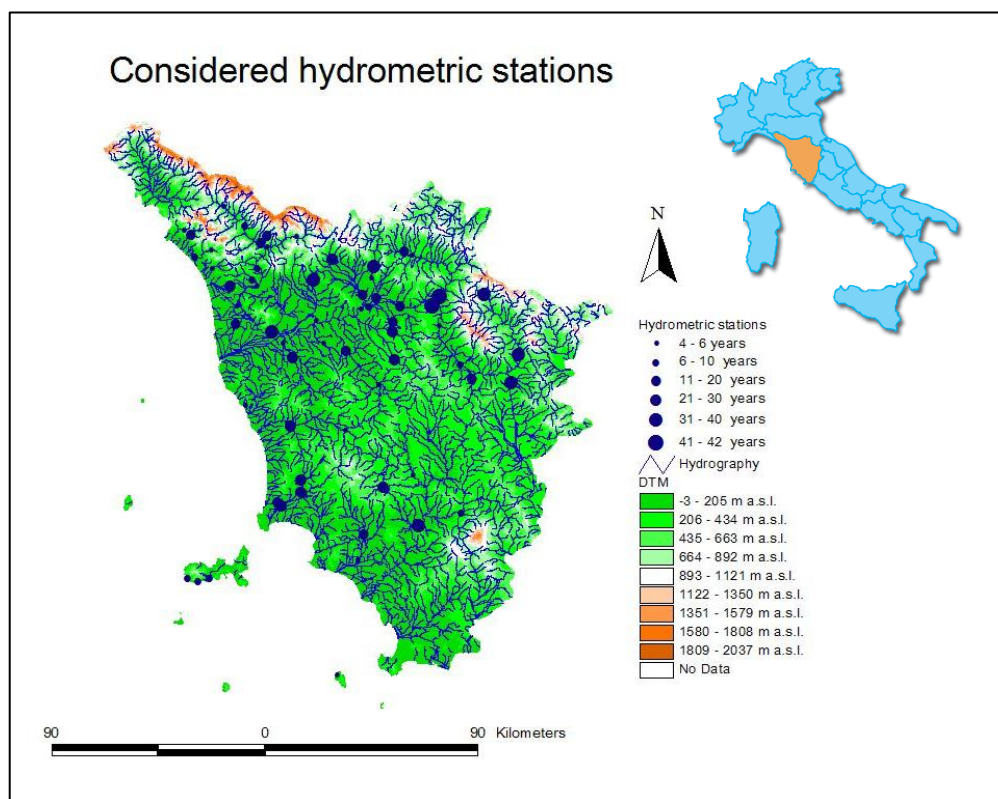 Considered hydrometric stations
N
Hydrometric stations
4 - 6 years
6 - 10 years
11 - 20 years
21 - 30 years
31 - 40 years
41 - 42 years
Hydrography
DTM
-3 - 205 m a.s.l.
206 - 434 m a.s.l.
435 - 663 m a.s.l.
664 - 892 m a.s.l.
893 - 1121 m a.s.l.
1122 - 1350 m a.s.l.
1351 - 1579 m a.s.l.
1580 - 1808 m a.s.l.
1809 - 2037 m a.s.l.
No Data
90 0 90 Kilometers